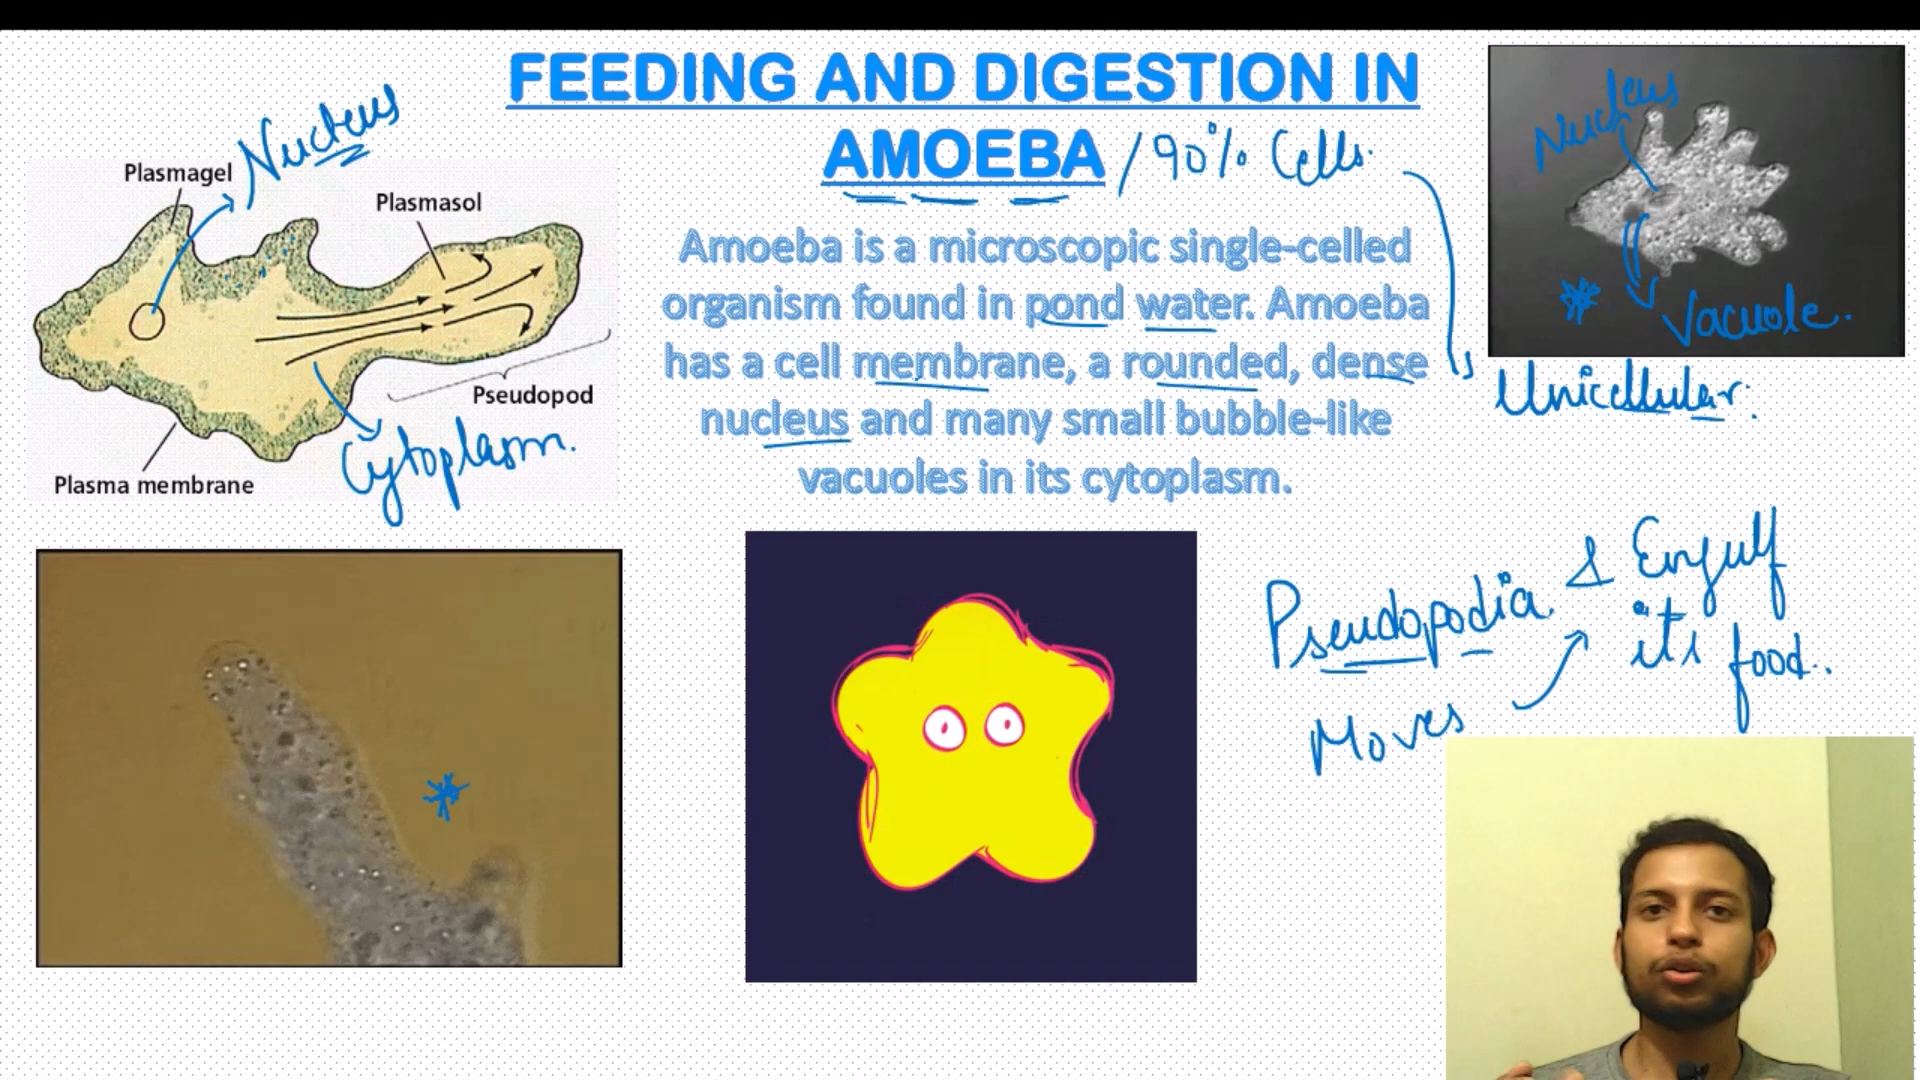 FEEDING AND DIGESTION IN
AMOEBA / 90% Cells.
Nucleus
Plasmagel
Plasmasol
Pseudopod
Cytoplasm.
Plasma membrane
Amoeba is a microscopic single-celled
organism found in pond water. Amoeba
has a cell membrane, a rounded, dense
nucleus and many small bubble-like
vacuoles in its cytoplasm.
Nucleus
Vacuole.
Unicellular.
Pseudopodia & Engulf
its food..
Moves